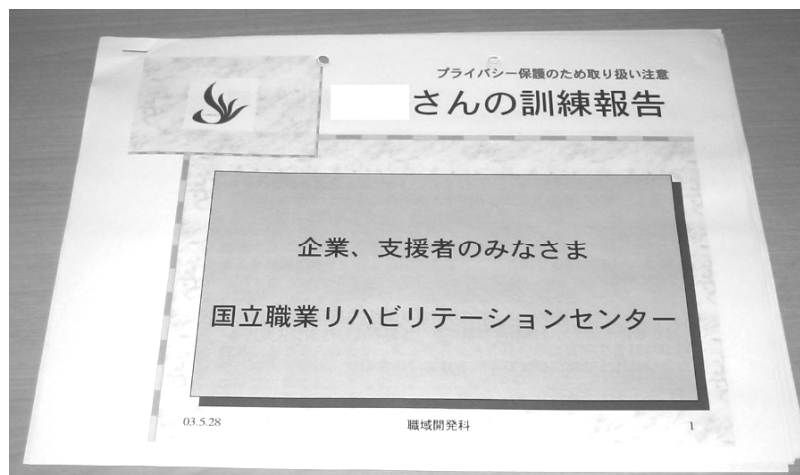 プライバシー保護のため取り扱い注意
さんの訓練報告
企業、支援者のみなさま
国立職業リハビリテーションセンター
03.5.28 職域開発科 1